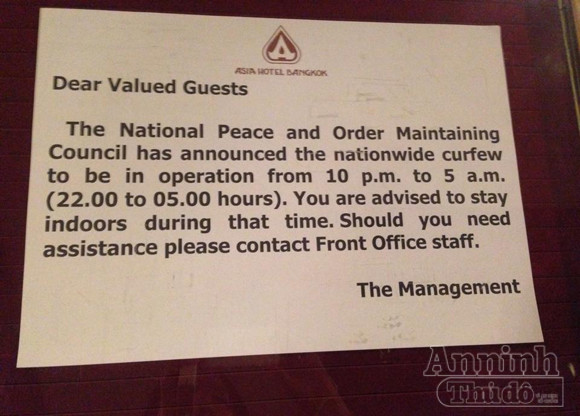 ASIA HOTEL BANGKOK
Dear Valued Guests
The National Peace and Order Maintaining
Council has announced the nationwide curfew
to be in operation from 10 p.m. to 5 a.m.
(22.00 to 05.00 hours). You are advised to stay
indoors during that time. Should you need
assistance please contact Front Office staff.
The Management
Anninh
Thủđô